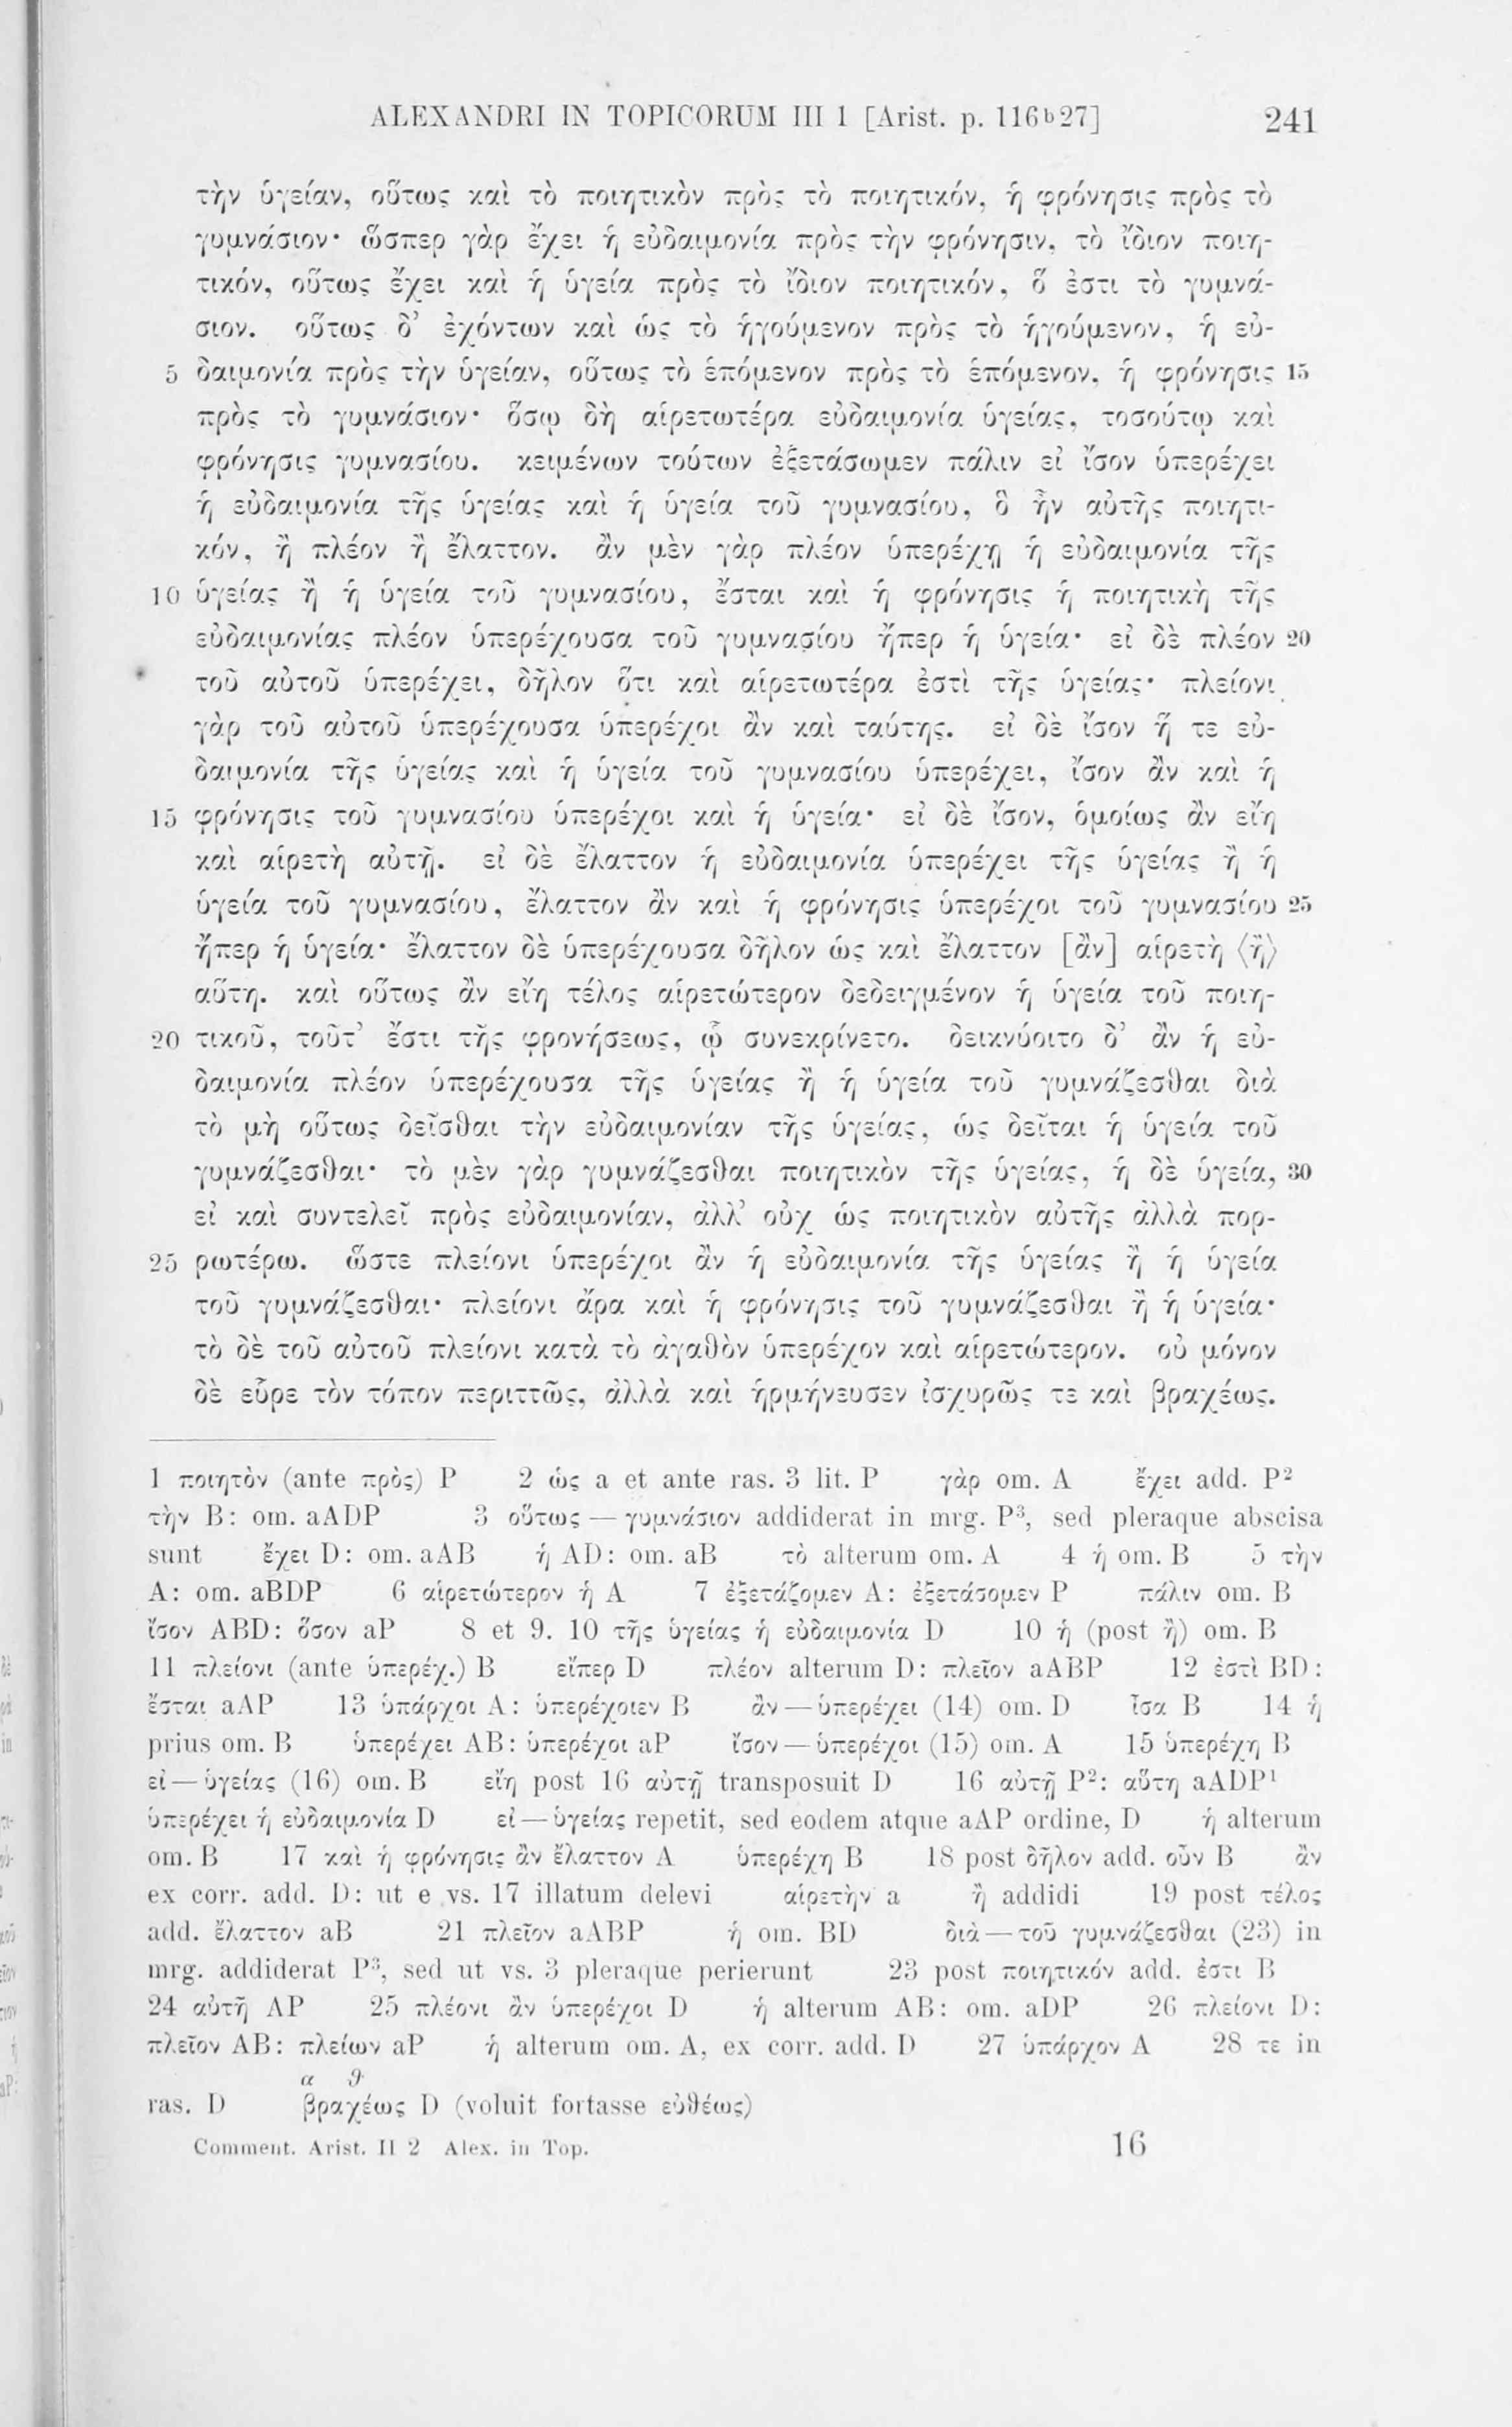 ALEXANDRI IN TOPICORUM III 1 [Arist. p. 116b27] 241
τὴν ὑγείαν, οὕτως καὶ τὸ ποιητικὸν πρὸς τὸ ποιητικόν, ἡ φρόνησις πρὸς τὸ
γυμνάσιον· ὥσπερ γὰρ ἔχει ἡ εὐδαιμονία πρὸς τὴν φρόνησιν, τὸ ἴδιον ποιη-
τικόν, οὕτως ἔχει καὶ ἡ ὑγεία πρὸς τὸ ἴδιον ποιητικόν, ὅ ἐστι τὸ γυμνά-
σιον. οὕτως δ’ ἐχόντων καὶ ὡς τὸ ἡγούμενον πρὸς τὸ ἡγούμενον, ἡ εὐ-
5 δαιμονία πρὸς τὴν ὑγείαν, οὕτως τὸ ἑπόμενον πρὸς τὸ ἑπόμενον, ἡ φρόνησις 15
πρὸς τὸ γυμνάσιον· ὅσῳ δὴ αἱρετωτέρα εὐδαιμονία ὑγείας, τοσούτῳ καὶ
φρόνησις γυμνασίου. κειμένων τούτων ἐξετάσωμεν πάλιν εἰ ἴσον ὑπερέχει
ἡ εὐδαιμονία τῆς ὑγείας καὶ ἡ ὑγεία τοῦ γυμνασίου, ὃ ἦν αὐτῆς ποιητι-
κόν, ἢ πλέον ἢ ἔλαττον. ἂν μὲν γὰρ πλέον ὑπερέχῃ ἡ εὐδαιμονία τῆς
10 ὑγείας ἢ ἡ ὑγεία τοῦ γυμνασίου, ἔσται καὶ ἡ φρόνησις ἡ ποιητικὴ τῆς
εὐδαιμονίας πλέον ὑπερέχουσα τοῦ γυμνασίου ἤπερ ἡ ὑγεία· εἰ δὲ πλέον 20
τοῦ αὐτοῦ ὑπερέχει, δῆλον ὅτι καὶ αἱρετωτέρα ἐστὶ τῆς ὑγείας· πλείονι
γὰρ τοῦ αὐτοῦ ὑπερέχουσα ὑπερέχοι ἂν καὶ ταύτης. εἰ δὲ ἴσον ἥ τε εὐ-
δαιμονία τῆς ὑγείας καὶ ἡ ὑγεία τοῦ γυμνασίου ὑπερέχει, ἴσον ἂν καὶ ἡ
15 φρόνησις τοῦ γυμνασίου ὑπερέχοι καὶ ἡ ὑγεία· εἰ δὲ ἴσον, ὁμοίως ἂν εἴη
καὶ αἱρετὴ αὐτῇ. εἰ δὲ ἔλαττον ἡ εὐδαιμονία ὑπερέχει τῆς ὑγείας ἢ ἡ
ὑγεία τοῦ γυμνασίου, ἔλαττον ἂν καὶ ἡ φρόνησις ὑπερέχοι τοῦ γυμνασίου 25
ἤπερ ἡ ὑγεία· ἔλαττον δὲ ὑπερέχουσα δῆλον ὡς καὶ ἔλαττον [ἂν] αἱρετὴ ⟨ἢ⟩
αὕτη. καὶ οὕτως ἂν εἴη τέλος αἱρετώτερον δεδειγμένον ἡ ὑγεία τοῦ ποιη-
20 τικοῦ, τοῦτ’ ἔστι τῆς φρονήσεως, ᾧ συνεκρίνετο. δεικνύοιτο δ’ ἂν ἡ εὐ-
δαιμονία πλέον ὑπερέχουσα τῆς ὑγείας ἢ ἡ ὑγεία τοῦ γυμνάζεσθαι διὰ
τὸ μὴ οὕτως δεῖσθαι τὴν εὐδαιμονίαν τῆς ὑγείας, ὡς δεῖται ἡ ὑγεία τοῦ
γυμνάζεσθαι· τὸ μὲν γὰρ γυμνάζεσθαι ποιητικὸν τῆς ὑγείας, ἡ δὲ ὑγεία, 30
εἰ καὶ συντελεῖ πρὸς εὐδαιμονίαν, ἀλλ’ οὐχ ὡς ποιητικὸν αὐτῆς ἀλλὰ πορ-
25 ρωτέρω. ὥστε πλείονι ὑπερέχοι ἂν ἡ εὐδαιμονία τῆς ὑγείας ἢ ἡ ὑγεία
τοῦ γυμνάζεσθαι· πλείονι ἄρα καὶ ἡ φρόνησις τοῦ γυμνάζεσθαι ἢ ἡ ὑγεία·
τὸ δὲ τοῦ αὐτοῦ πλείονι κατὰ τὸ ἀγαθὸν ὑπερέχον καὶ αἱρετώτερον. οὐ μόνον
δὲ εὗρε τὸν τόπον περιττῶς, ἀλλὰ καὶ ἡρμήνευσεν ἰσχυρῶς τε καὶ βραχέως.
1 ποιητὸν (ante πρὸς) P 2 ὡς a et ante ras. 3 lit. P γὰρ om. A ἔχει add. P2
τὴν B: om. aADP 3 οὕτως — γυμνάσιον addiderat in mrg. P3, sed pleraque abscisa
sunt ἔχει D: om. aAB ἡ AD: om. aB τὸ alterum om. A 4 ἡ om. B 5 τὴν
A: om. aBDP 6 αἱρετώτερον ἡ A 7 ἐξετάζομεν A: ἐξετάσομεν P πάλιν om. B
ἴσον ABD: ὅσον aP 8 et 9. 10 τῆς ὑγείας ἡ εὐδαιμονία D 10 ἡ (post ἢ) om. B
11 πλείονι (ante ὑπερέχ.) B εἴπερ D πλέον alterum D: πλεῖον aABP 12 ἐστὶ BD:
ἔσται aAP 13 ὑπάρχοι A: ὑπερέχοιεν B ἂν — ὑπερέχει (14) om. D ἴσα B 14 ἡ
prius om. B ὑπερέχει AB: ὑπερέχοι aP ἴσον — ὑπερέχοι (15) om. A 15 ὑπερέχῃ B
εἰ — ὑγείας (16) om. B εἴη post 16 αὐτῇ transposuit D 16 αὐτῇ P2: αὕτη aADP1
ὑπερέχει ἡ εὐδαιμονία D εἰ — ὑγείας repetit, sed eodem atque aAP ordine, D ἡ alterum
om. B 17 καὶ ἡ φρόνησις ἂν ἔλαττον A ὑπερέχῃ B 18 post δῆλον add. οὖν B ἂν
ex corr. add. D: ut e vs. 17 illatum delevi αἱρετὴν a ἢ addidi 19 post τέλος
add. ἔλαττον aB 21 πλεῖον aABP ἡ om. BD διὰ — τοῦ γυμνάζεσθαι (23) in
mrg. addiderat P3, sed ut vs. 3 pleraque perierunt 23 post ποιητικόν add. ἐστι B
24 αὐτῇ AP 25 πλέονι ἂν ὑπερέχοι D ἡ alterum AB: om. aDP 26 πλείονι D:
πλεῖον AB: πλείων aP ἡ alterum om. A, ex corr. add. D 27 ὑπάρχον A 28 τε in
α θ
ras. D βραχέως D (voluit fortasse εὐθέως)
Comment. Arist. II 2 Alex. in Top. 16